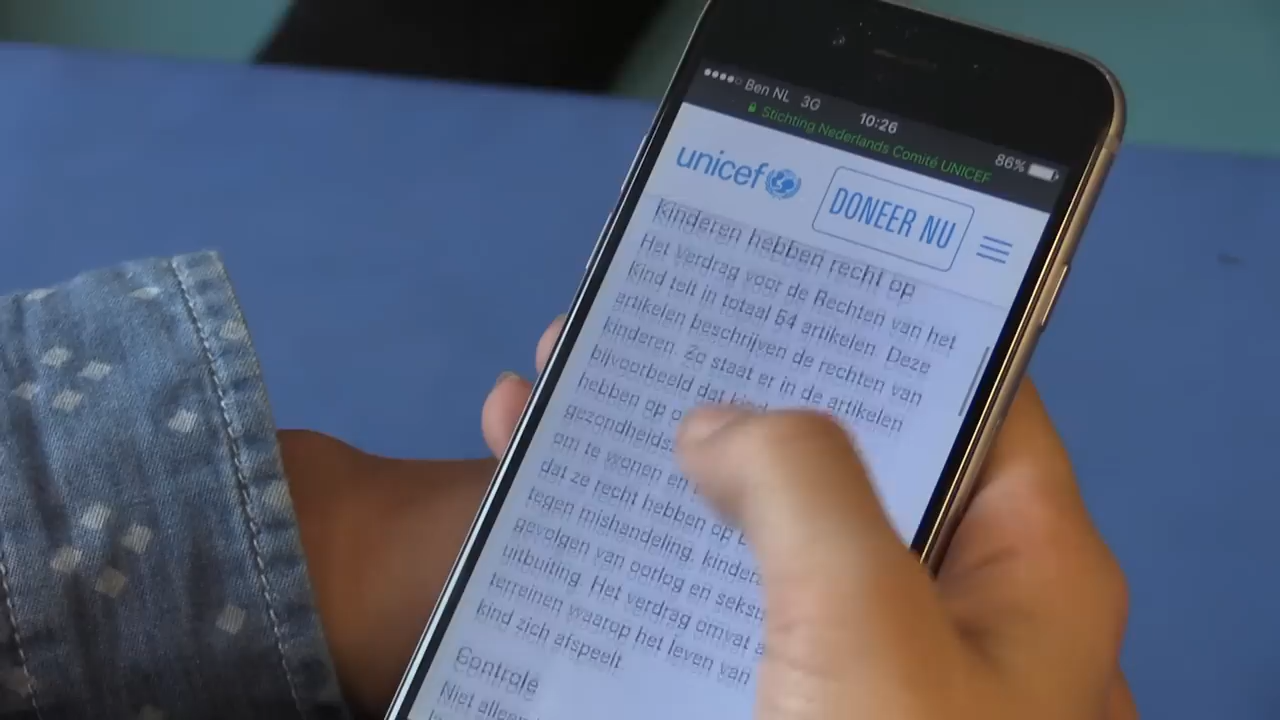 Ben NL 3G
10:26
86%
Stichting Nederlands Comité UNICEF
unicef
DONEER NU
kinderen hebben recht op
Het Verdrag voor de Rechten van het
Kind telt in totaal 54 artikelen. Deze
artikelen beschrijven de rechten van
kinderen. Zo staat er in de artikelen
bijvoorbeeld dat
hebben op
om te wonen en
dat ze recht hebben op
tegen mishandeling,
gevolgen van oorlog en
uitbuiting. Het verdrag omvat
terreinen waarop het leven van
kind zich afspeelt.
Controle
Niet